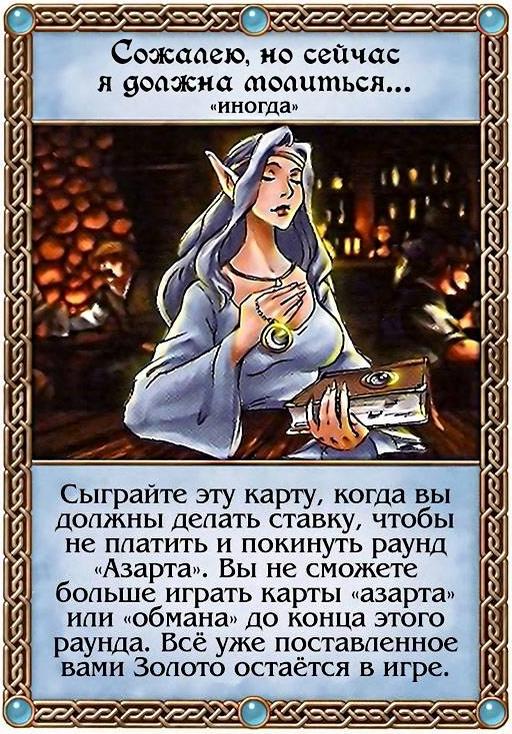 Сожалею, но сейчас
я должна молиться...
«иногда»
Сыграйте эту карту, когда вы
должны делать ставку, чтобы
не платить и покинуть раунд
«Азарта». Вы не сможете
больше играть карты «азарта»
или «обмана» до конца этого
раунда. Всё уже поставленное
вами Золото остаётся в игре.